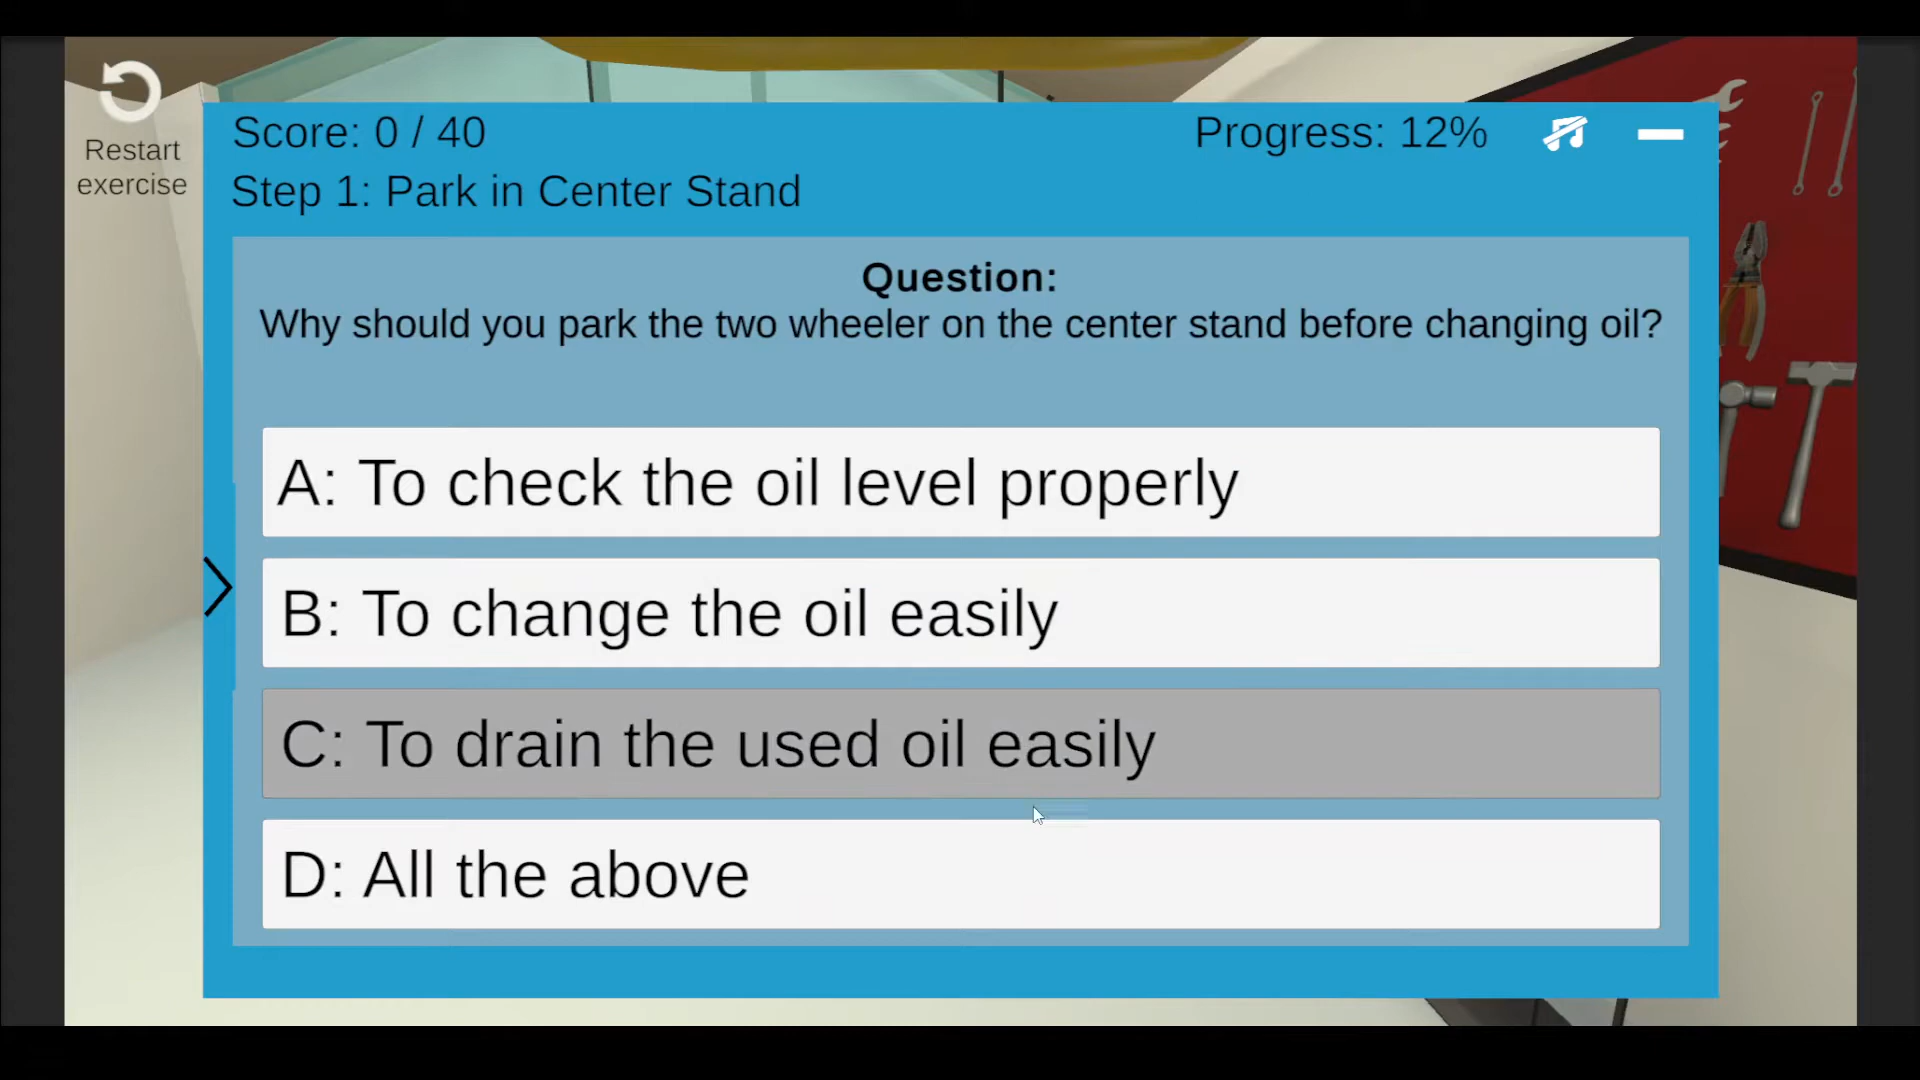 Restart
exercise
Score: 0 / 40
Progress: 12%
Step 1: Park in Center Stand
Question:
Why should you park the two wheeler on the center stand before changing oil?
A: To check the oil level properly
B: To change the oil easily
C: To drain the used oil easily
D: All the above